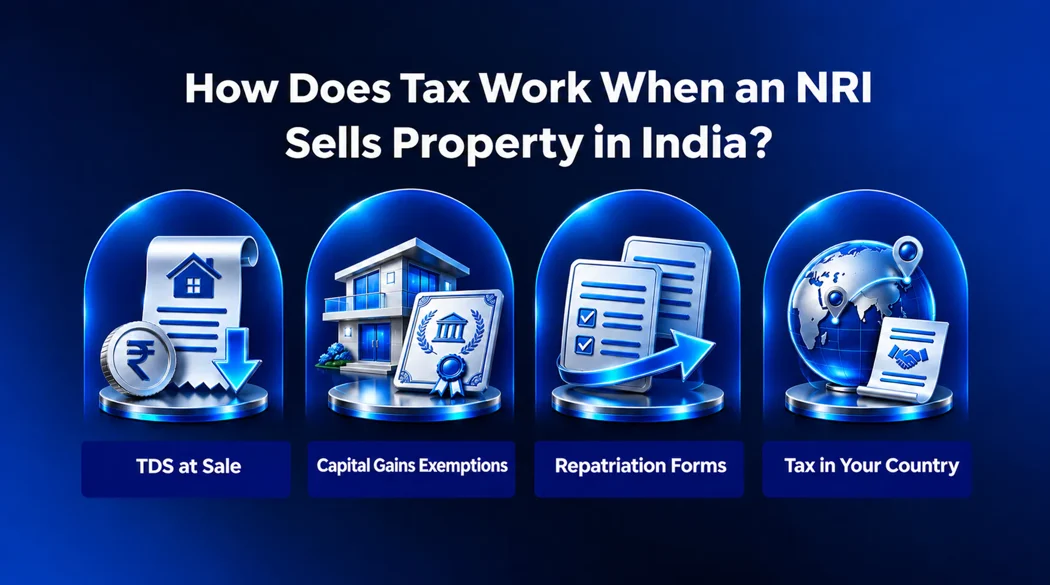 How Does Tax Work When an NRI
Sells Property in India?
₹
TDS at Sale
Capital Gains Exemptions
Repatriation Forms
Tax in Your Country